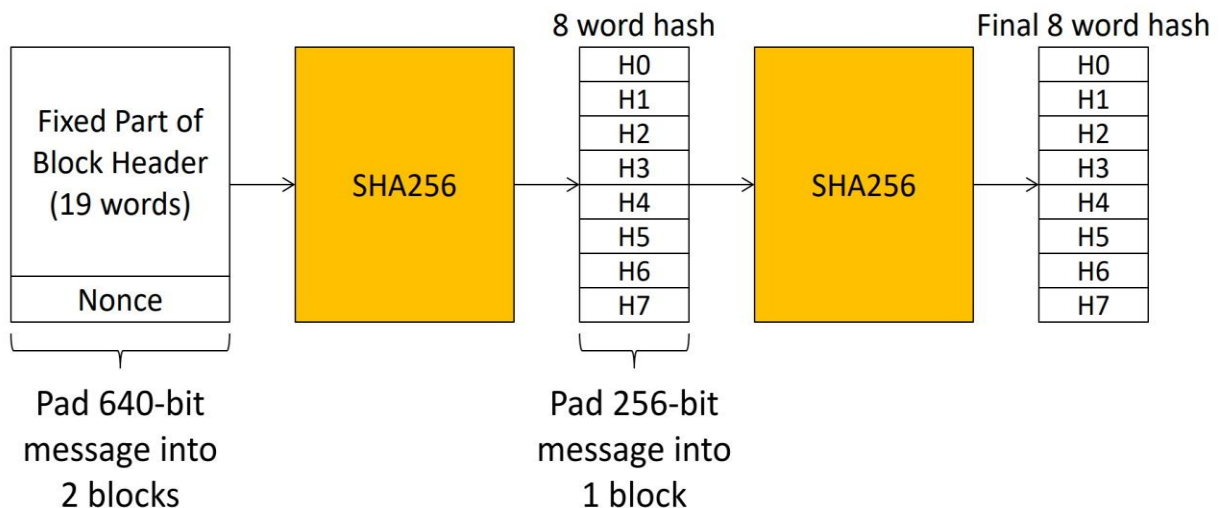 8 word hash
Final 8 word hash
Fixed Part of
Block Header
(19 words)
Nonce
SHA256
H0
H1
H2
H3
H4
H5
H6
H7
SHA256
H0
H1
H2
H3
H4
H5
H6
H7
Pad 640-bit
message into
2 blocks
Pad 256-bit
message into
1 block